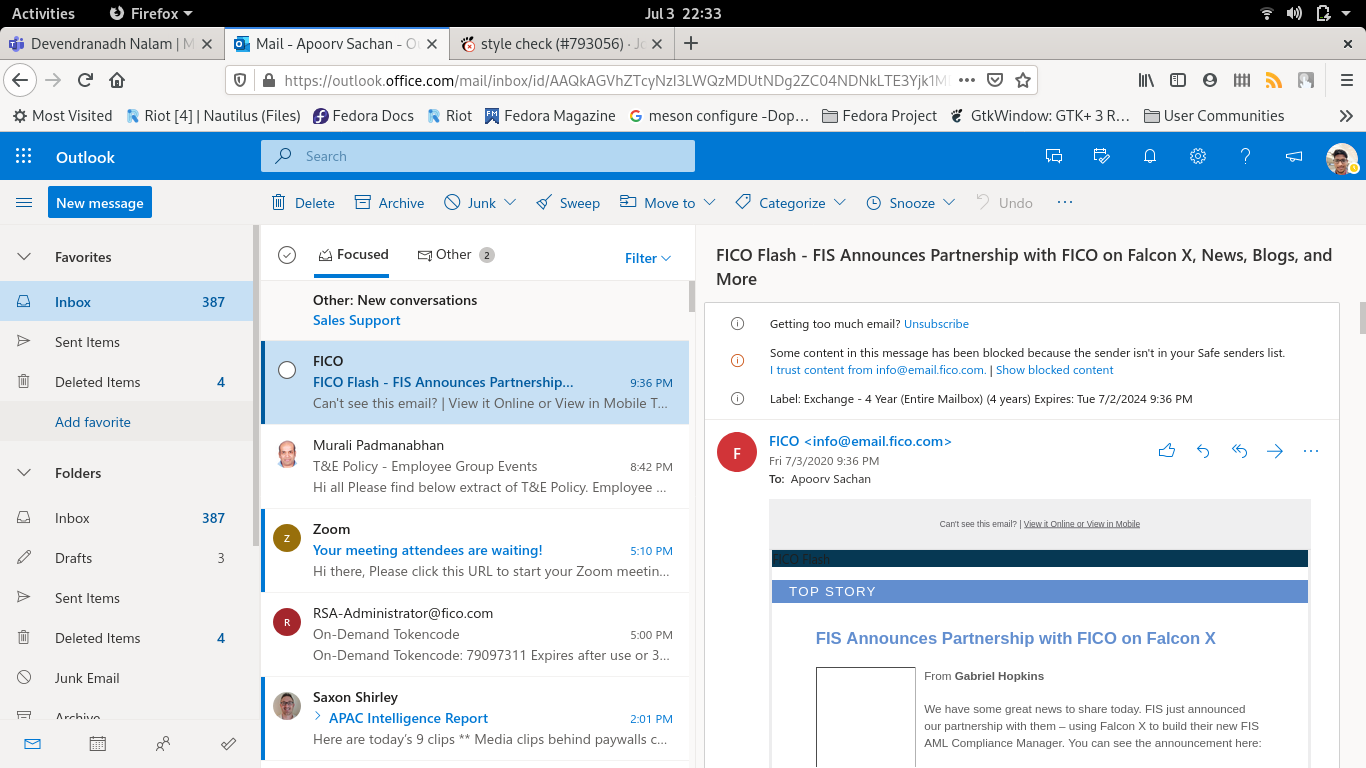 Activities
Firefox
Jul 3 22:33
Devendranadh Nalam | M
Mail - Apoorv Sachan - O
style check (#793056) · Jo
https://outlook.office.com/mail/inbox/id/AAQkAGVhZTcyNzI3LWQzMDUtNDg2ZC04NDNkLTE3Yjk1M
Most Visited
Riot [4] | Nautilus (Files)
Fedora Docs
Riot
Fedora Magazine
meson configure -Dop…
Fedora Project
GtkWindow: GTK+ 3 R…
User Communities
Outlook
Search
New message
Delete
Archive
Junk
Sweep
Move to
Categorize
Snooze
Undo
Favorites
Inbox 387
Sent Items
Deleted Items 4
Add favorite
Folders
Inbox 387
Drafts 3
Sent Items
Deleted Items 4
Junk Email
Archive
Focused
Other 2
Filter
Other: New conversations
Sales Support
FICO
FICO Flash - FIS Announces Partnership... 9:36 PM
Can't see this email? | View it Online or View in Mobile T...
Murali Padmanabhan
T&E Policy - Employee Group Events 8:42 PM
Hi all Please find below extract of T&E Policy. Employee ...
Z
Zoom
Your meeting attendees are waiting! 5:10 PM
Hi there, Please click this URL to start your Zoom meetin...
R
RSA-Administrator@fico.com
On-Demand Tokencode 5:00 PM
On-Demand Tokencode: 79097311 Expires after use or 3...
Saxon Shirley
APAC Intelligence Report 2:01 PM
Here are today's 9 clips ** Media clips behind paywalls c...
FICO Flash - FIS Announces Partnership with FICO on Falcon X, News, Blogs, and
More
Getting too much email? Unsubscribe
Some content in this message has been blocked because the sender isn't in your Safe senders list.
I trust content from info@email.fico.com. | Show blocked content
Label: Exchange - 4 Year (Entire Mailbox) (4 years) Expires: Tue 7/2/2024 9:36 PM
F
FICO <info@email.fico.com>
Fri 7/3/2020 9:36 PM
To: Apoorv Sachan
Can't see this email? | View it Online or View in Mobile
FICO Flash
TOP STORY
FIS Announces Partnership with FICO on Falcon X
From Gabriel Hopkins
We have some great news to share today. FIS just announced
our partnership with them – using Falcon X to build their new FIS
AML Compliance Manager. You can see the announcement here: